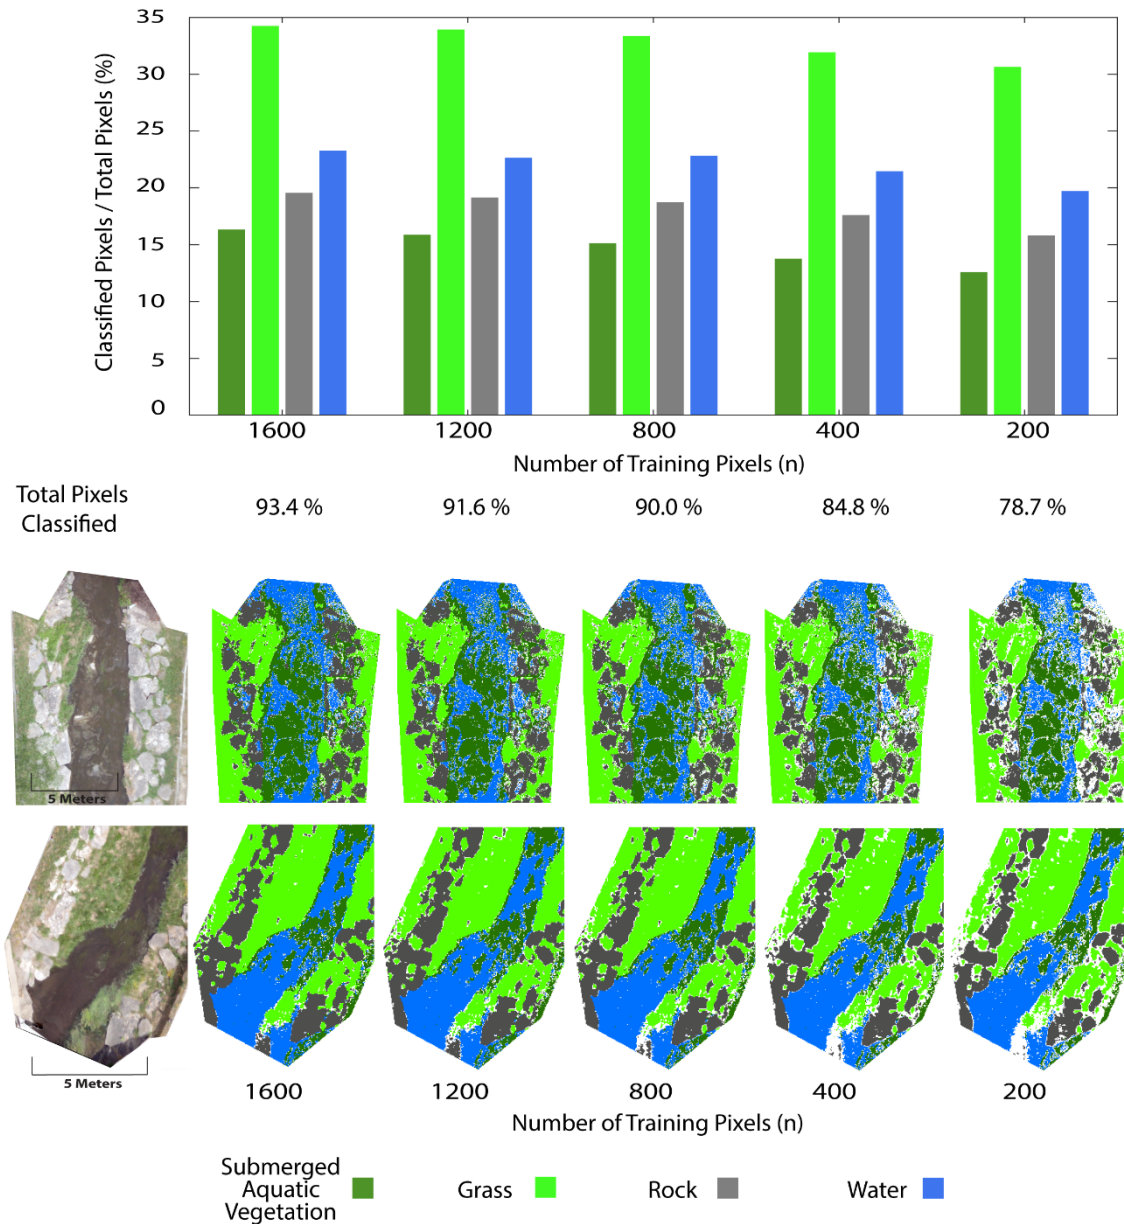 35
30
25
20
15
10
5
0
Classified Pixels / Total Pixels (%)
1600 1200 800 400 200
Number of Training Pixels (n)
Total Pixels
Classified
93.4 % 91.6 % 90.0 % 84.8 % 78.7 %
5 Meters
5 Meters
1600 1200 800 400 200
Number of Training Pixels (n)
Submerged
Aquatic
Vegetation
Grass
Rock
Water